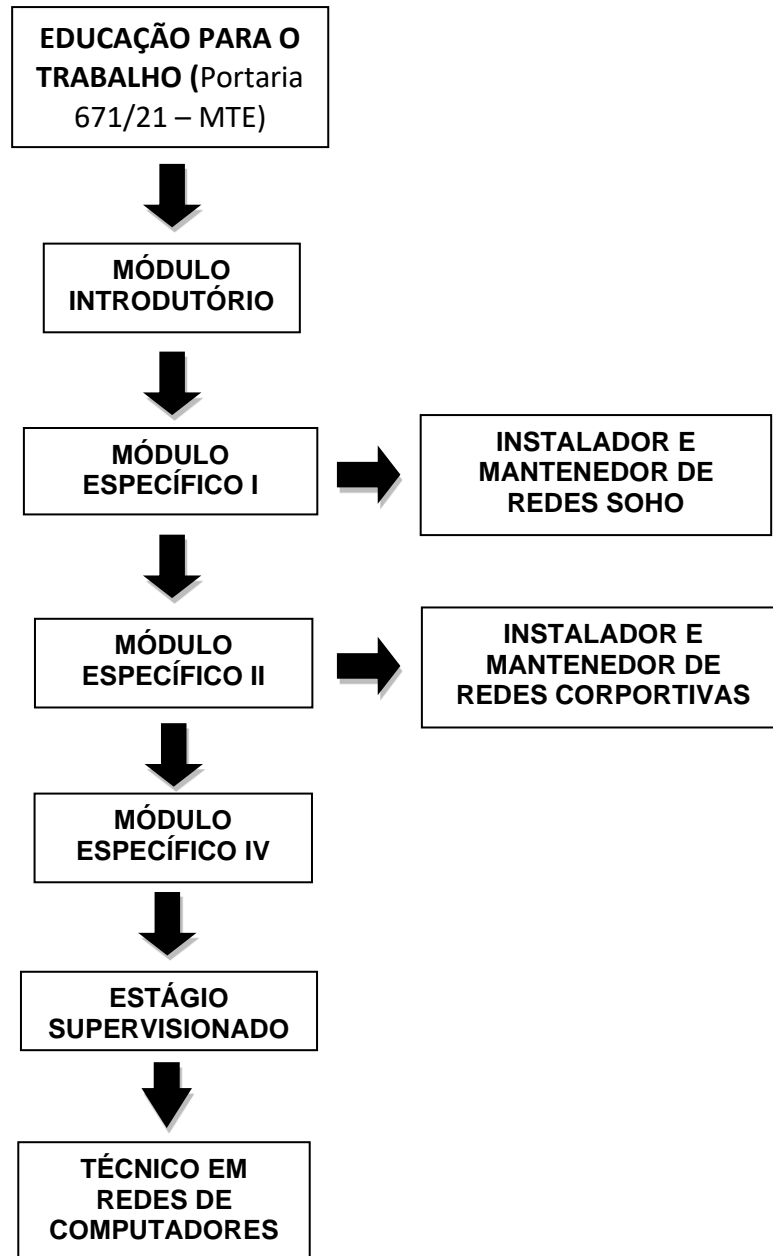 EDUCAÇÃO PARA O
TRABALHO (Portaria
671/21 – MTE)
MÓDULO
INTRODUTÓRIO
MÓDULO
ESPECÍFICO I
INSTALADOR E
MANTENEDOR DE
REDES SOHO
MÓDULO
ESPECÍFICO II
INSTALADOR E
MANTENEDOR DE
REDES CORPORTIVAS
MÓDULO
ESPECÍFICO IV
ESTÁGIO
SUPERVISIONADO
TÉCNICO EM
REDES DE
COMPUTADORES